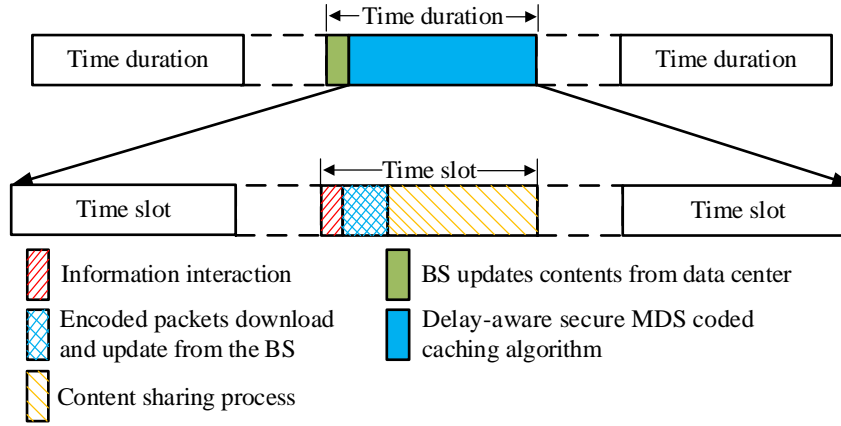 Time duration
Time duration
Time duration
Time slot
Time slot
Time slot
Information interaction
BS updates contents from data center
Encoded packets download
and update from the BS
Delay-aware secure MDS coded
caching algorithm
Content sharing process